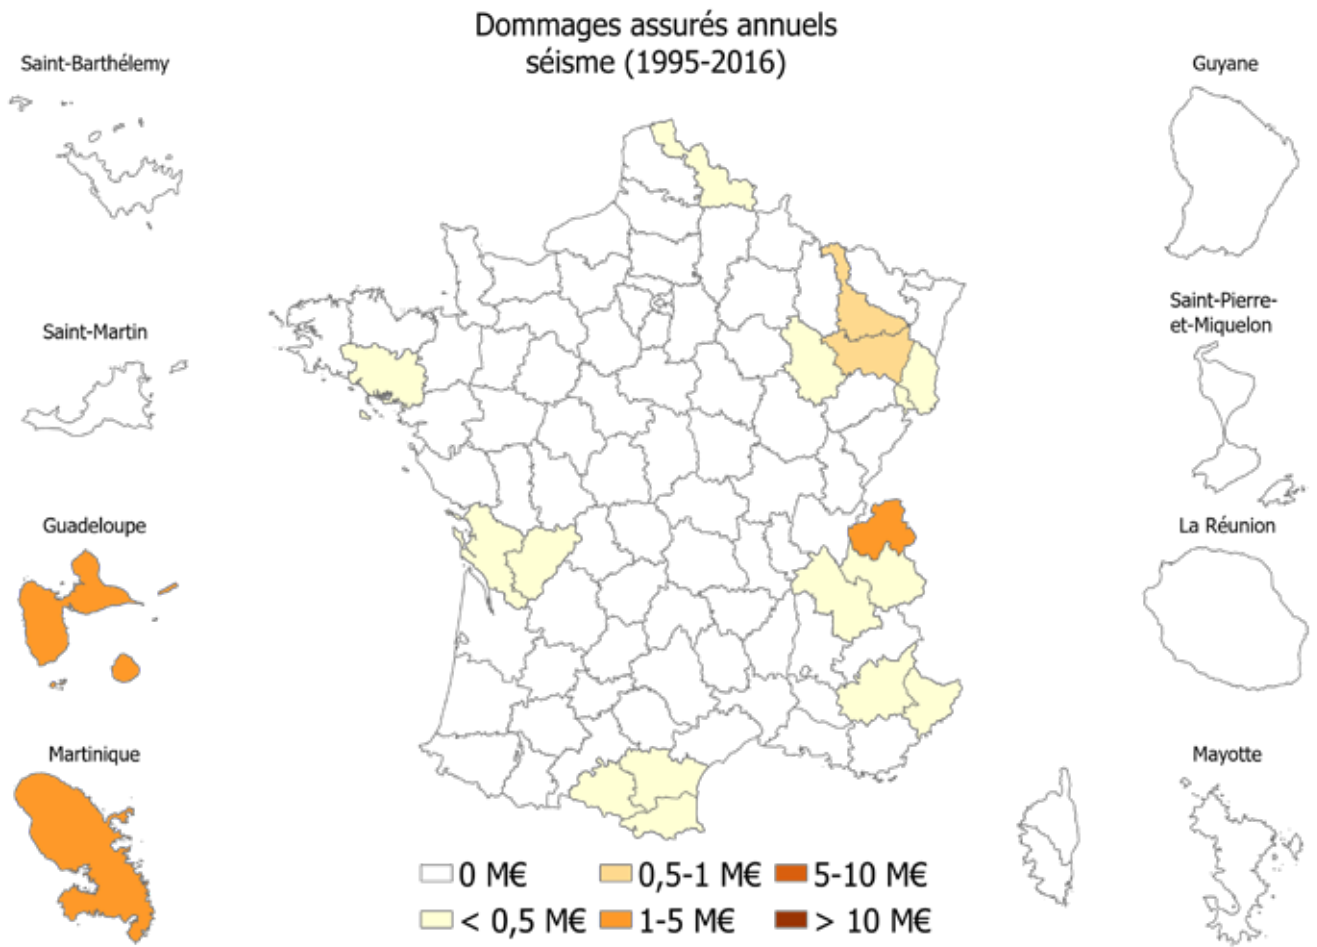 Dommages assurés annuels
séisme (1995-2016)
Saint-Barthélemy
Guyane
Saint-Martin
Saint-Pierre-
et-Miquelon
Guadeloupe
La Réunion
Martinique
Mayotte
0 M€
0,5-1 M€
5-10 M€
< 0,5 M€
1-5 M€
> 10 M€